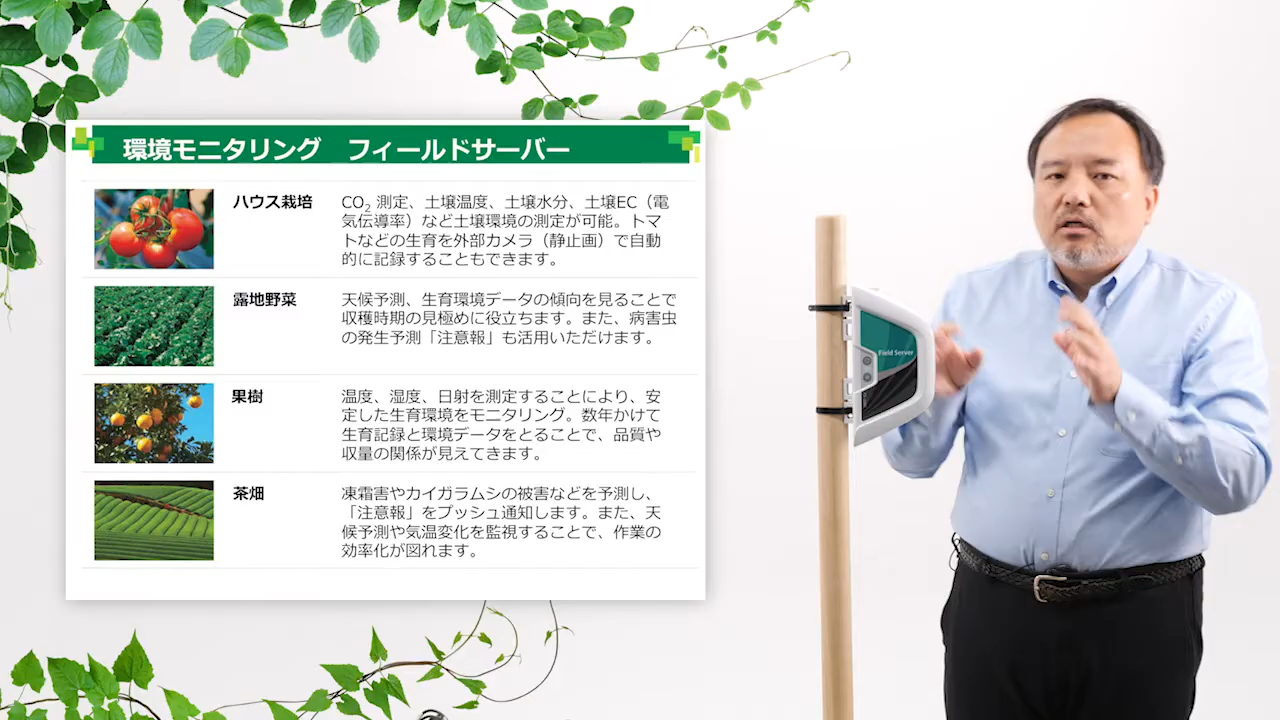 環境モニタリング　フィールドサーバー
ハウス栽培
CO₂ 測定、土壌温度、土壌水分、土壌EC（電
気伝導率）など土壌環境の測定が可能。トマ
トなどの生育を外部カメラ（静止画）で自動
的に記録することもできます。
露地野菜
天候予測、生育環境データの傾向を見ることで
収穫時期の見極めに役立ちます。また、病害虫
の発生予測「注意報」も活用いただけます。
果樹
温度、湿度、日射を測定することにより、安
定した生育環境をモニタリング。数年かけて
生育記録と環境データをとることで、品質や
収量の関係が見えてきます。
茶畑
凍霜害やカイガラムシの被害などを予測し、
「注意報」をプッシュ通知します。また、天
候予測や気温変化を監視することで、作業の
効率化が図れます。
Field Server